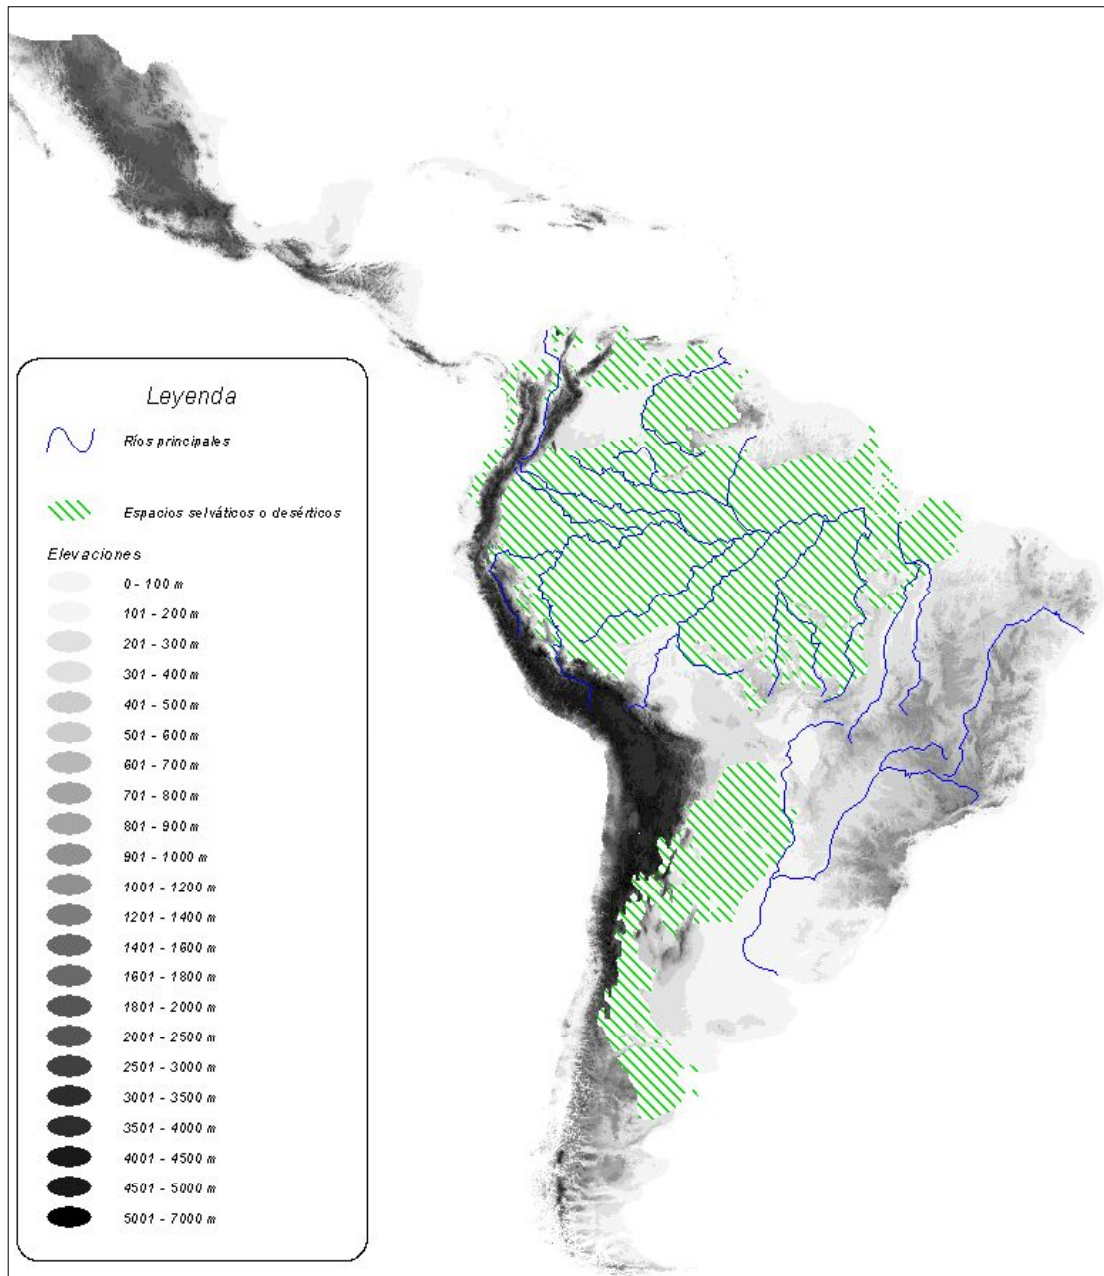 Leyenda
Ríos principales
Espacios selváticos o desérticos
Elevaciones
0 - 100 m
101 - 200 m
201 - 300 m
301 - 400 m
401 - 500 m
501 - 600 m
601 - 700 m
701 - 800 m
801 - 900 m
901 - 1000 m
1001 - 1200 m
1201 - 1400 m
1401 - 1600 m
1601 - 1800 m
1801 - 2000 m
2001 - 2500 m
2501 - 3000 m
3001 - 3500 m
3501 - 4000 m
4001 - 4500 m
4501 - 5000 m
5001 - 7000 m